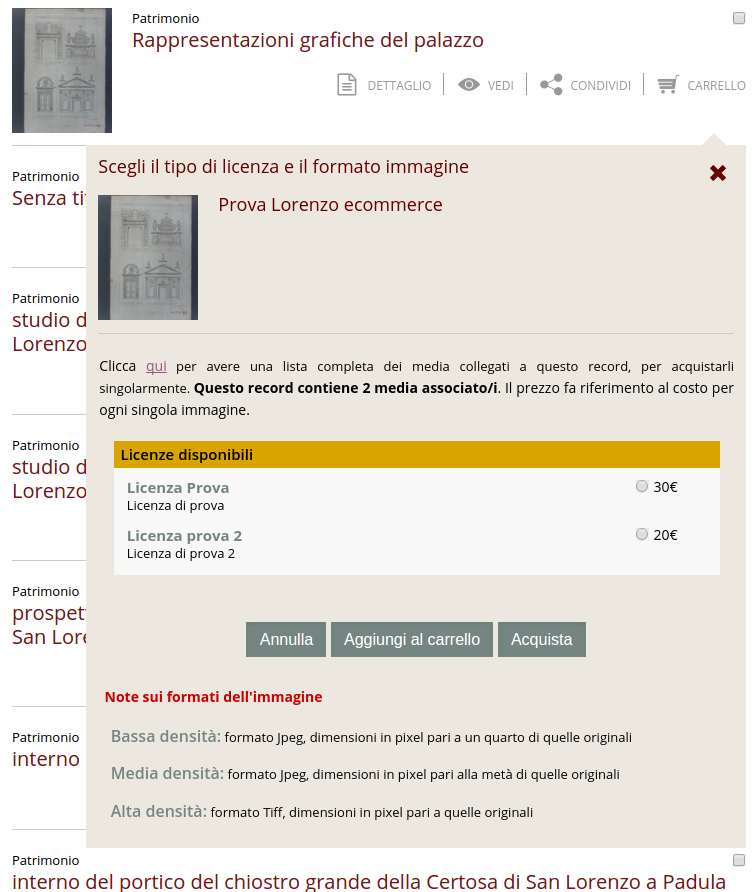 Patrimonio
Rappresentazioni grafiche del palazzo
DETTAGLIO VEDI CONDIVIDI CARRELLO
Scegli il tipo di licenza e il formato immagine
Prova Lorenzo ecommerce
Clicca qui per avere una lista completa dei media collegati a questo record, per acquistarli
singolarmente. Questo record contiene 2 media associato/i. Il prezzo fa riferimento al costo per
ogni singola immagine.
Licenze disponibili
Licenza Prova 30€
Licenza di prova
Licenza prova 2 20€
Licenza di prova 2
Annulla Aggiungi al carrello Acquista
Note sui formati dell'immagine
Bassa densità: formato Jpeg, dimensioni in pixel pari a un quarto di quelle originali
Media densità: formato Jpeg, dimensioni in pixel pari alla metà di quelle originali
Alta densità: formato Tiff, dimensioni in pixel pari a quelle originali
Patrimonio
Senza
Patrimonio
studio d
Lorenzo
Patrimonio
studio d
Lorenzo
Patrimonio
prospet
San Lore
Patrimonio
interno
Patrimonio
interno del portico del chiostro grande della Certosa di San Lorenzo a Padula